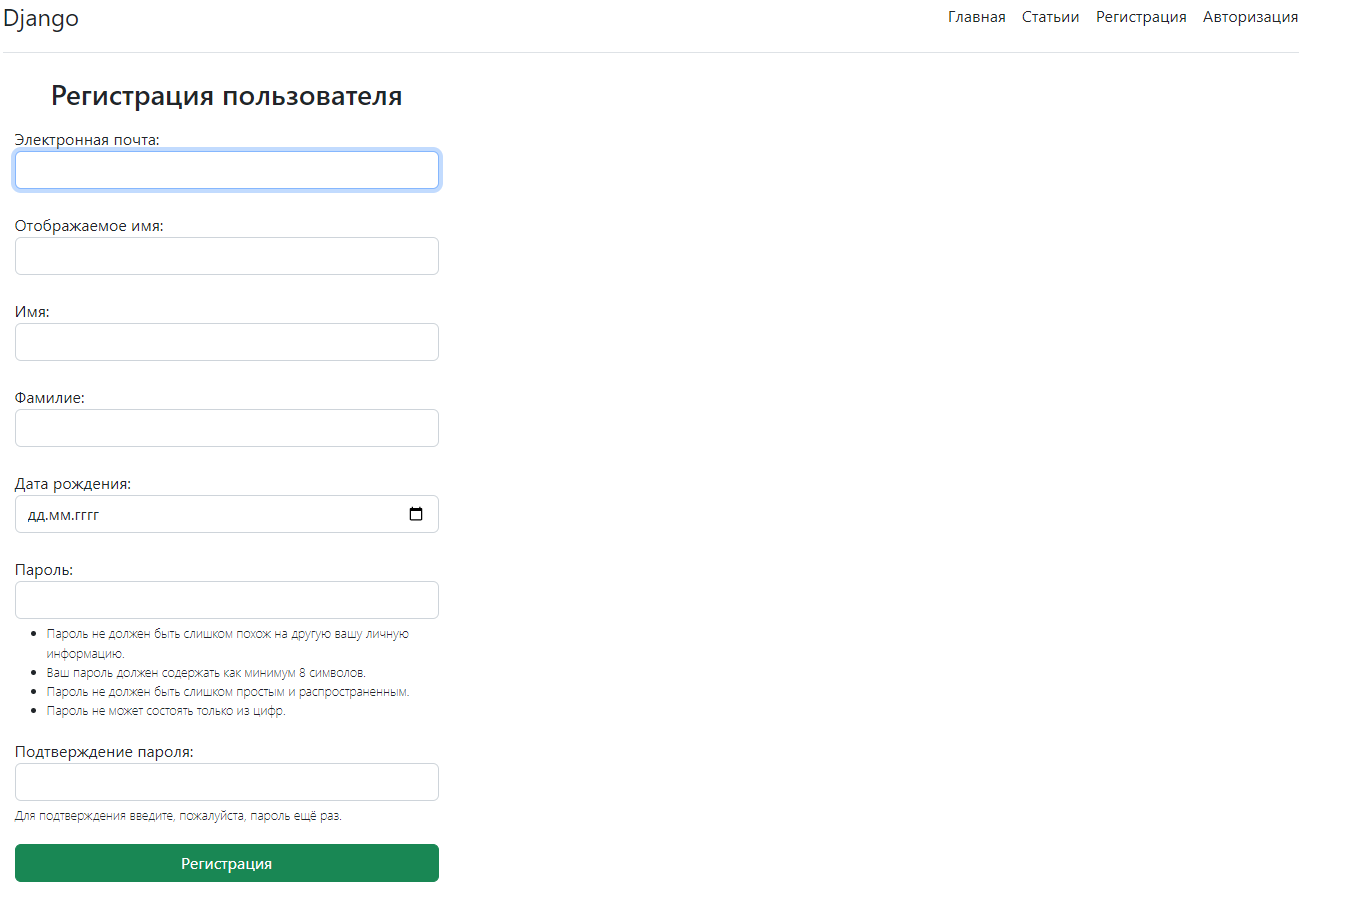 Django
Главная Статьи Регистрация Авторизация
Регистрация пользователя
Электронная почта:
Отображаемое имя:
Имя:
Фамилие:
Дата рождения:
дд.мм.гггг
Пароль:
Пароль не должен быть слишком похож на другую вашу личную
информацию.
Ваш пароль должен содержать как минимум 8 символов.
Пароль не должен быть слишком простым и распространенным.
Пароль не может состоять только из цифр.
Подтверждение пароля:
Для подтверждения введите, пожалуйста, пароль ещё раз.
Регистрация